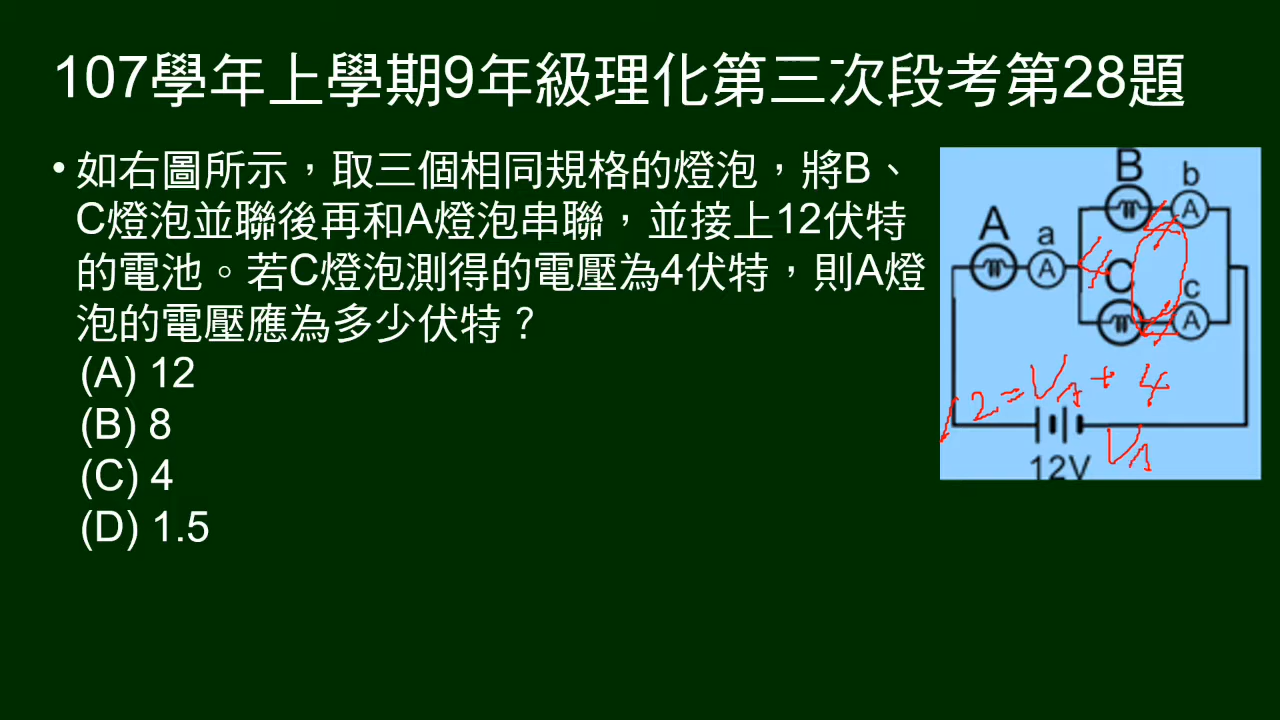 107學年上學期9年級理化第三次段考第28題
• 如右圖所示，取三個相同規格的燈泡，將B、
C燈泡並聯後再和A燈泡串聯，並接上12伏特
的電池。若C燈泡測得的電壓為4伏特，則A燈
泡的電壓應為多少伏特？
(A) 12
(B) 8
(C) 4
(D) 1.5
B
b
A
A
a
A
4
4
C
c
A
12=VA+4
12V
VA